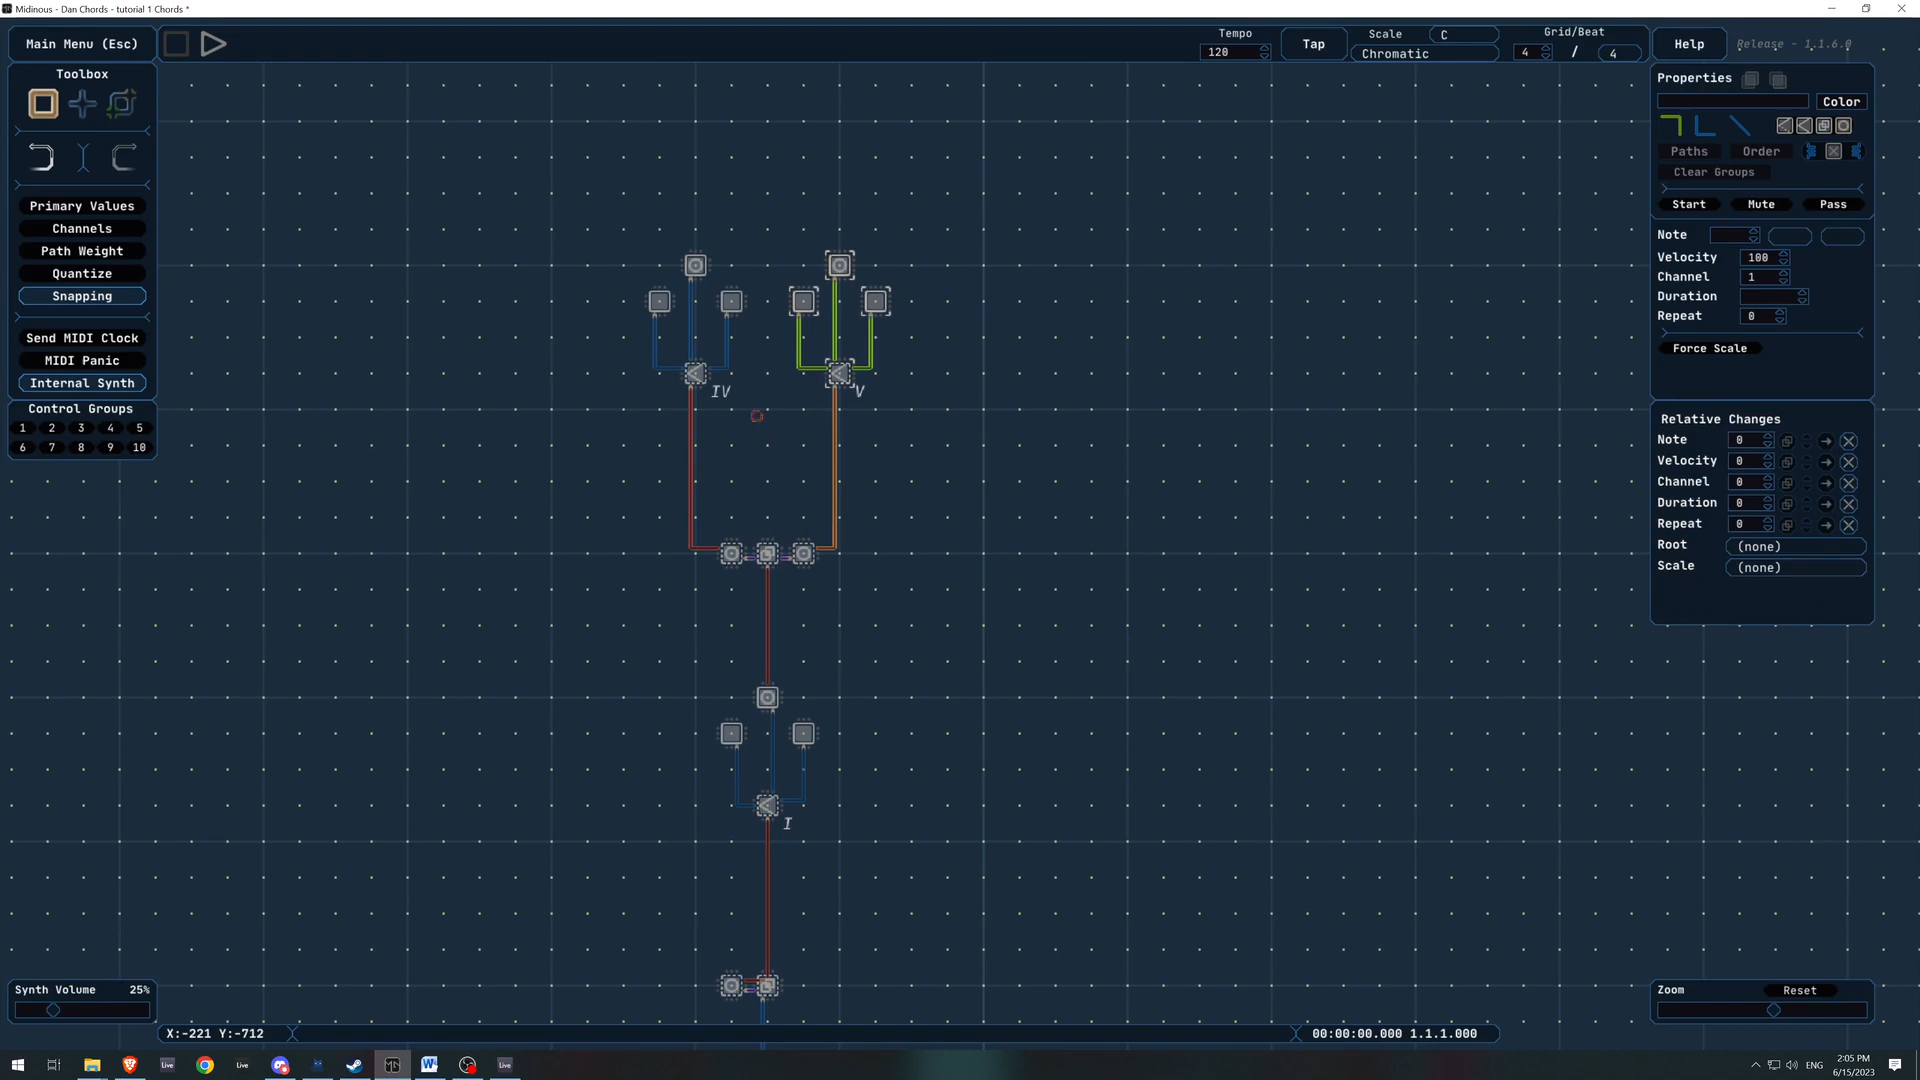 Midinous - Dan Chords - tutorial 1 Chords *
Main Menu (Esc)
Tempo
120
Tap
Scale
C
Chromatic
Grid/Beat
4 / 4
Help
Release - 1.1.6.0
Toolbox
Primary Values
Channels
Path Weight
Quantize
Snapping
Send MIDI Clock
MIDI Panic
Internal Synth
Control Groups
1 2 3 4 5
6 7 8 9 10
IV
V
I
Properties
Color
Paths
Order
Clear Groups
Start
Mute
Pass
Note
Velocity 100
Channel 1
Duration
Repeat 0
Force Scale
Relative Changes
Note 0
Velocity 0
Channel 0
Duration 0
Repeat 0
Root (none)
Scale (none)
Synth Volume 25%
Zoom
Reset
X:-221 Y:-712
00:00:00.000 1.1.1.000
Live
Live
Live
ENG
2:05 PM
6/15/2023